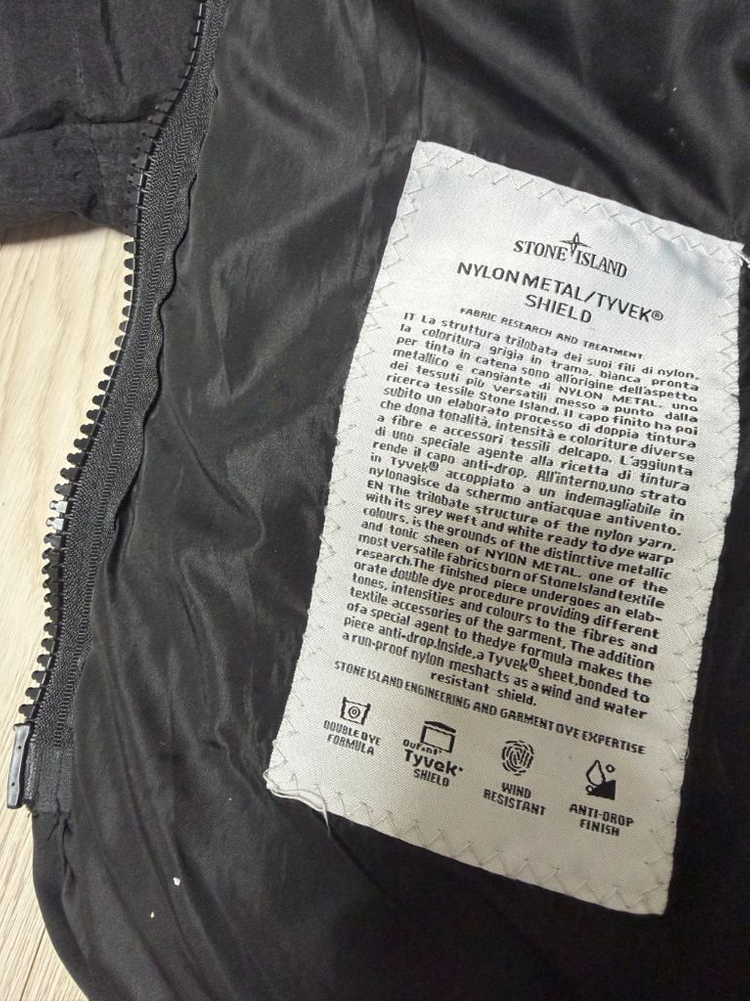 STONE ISLAND
NYLON METAL/TYVEK®
SHIELD
FABRIC RESEARCH AND TREATMENT
IT La struttura trilobata dei suoi fili di nylon.
la coloritura grigia in trama, bianca pronta
per tinta in catena sono all'origine dell'aspetto
metallico e cangiante di NYLON METAL, uno
dei tessuti più versatili messo a punto dalla
ricerca tessile Stone Island. Il capo finito ha poi
subito un elaborato processo di doppia tintura
che dona tonalità, intensità e coloriture diverse
a fibre e accessori tessili delcapo. L'aggiunta
di uno speciale agente alla ricetta di tintura
rende il capo anti-drop. All'interno,uno strato
in Tyvek® accoppiato a un indemagliabile in
nylonagisce da schermo antiacquae antivento.
EN The trilobate structure of the nylon yarn.
with its grey weft and white ready to dye warp
colours, is the grounds of the distinctive metallic
and tonic sheen of NYLON METAL, one of the
most versatile fabrics born of StoneIslandtextile
research.The finished piece undergoes an elab-
orate double dye procedure providing different
tones, intensities and colours to the fibres and
textile accessories of the garment. The addition
ofa special agent to thedye formula makes the
piece anti-drop.Inside,a Tyvek® sheet.bonded to
a run-proof nylon meshacts as a wind and water
resistant shield.
STONE ISLAND ENGINEERING AND GARMENT DYE EXPERTISE
DOUBLE DYE
FORMULA
DuPont
Tyvek
SHIELD
WIND
RESISTANT
ANTI-DROP
FINISH